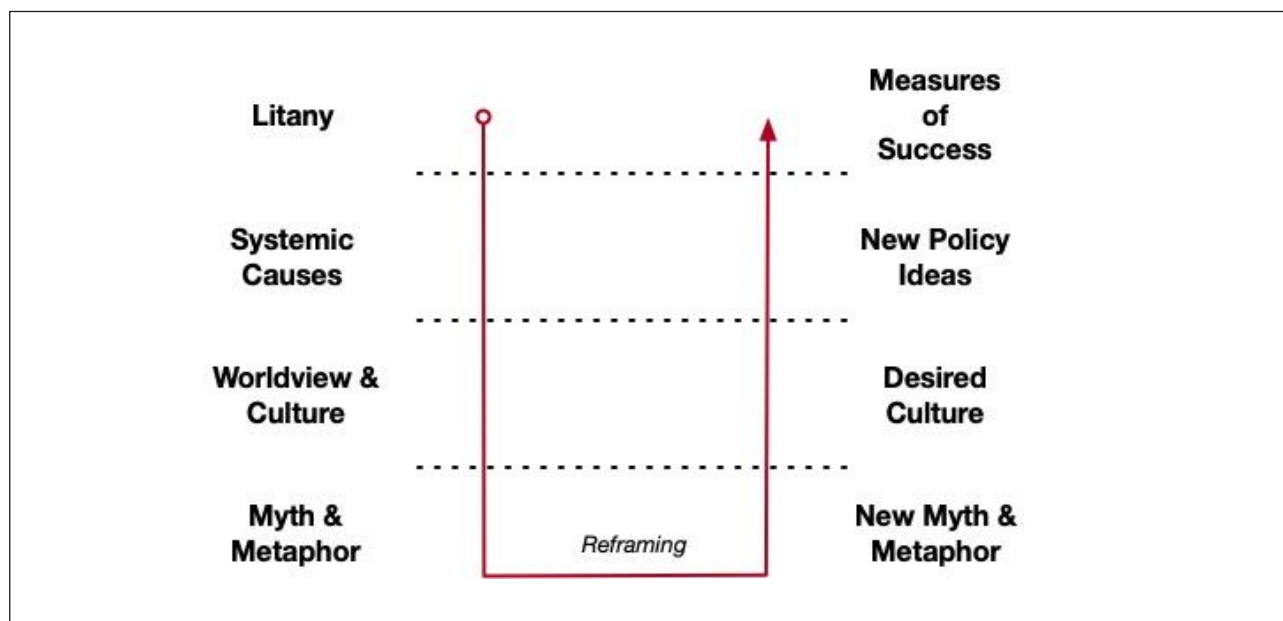 Litany
Measures
of
Success
Systemic
Causes
New Policy
Ideas
Worldview &
Culture
Desired
Culture
Myth &
Metaphor
Reframing
New Myth &
Metaphor